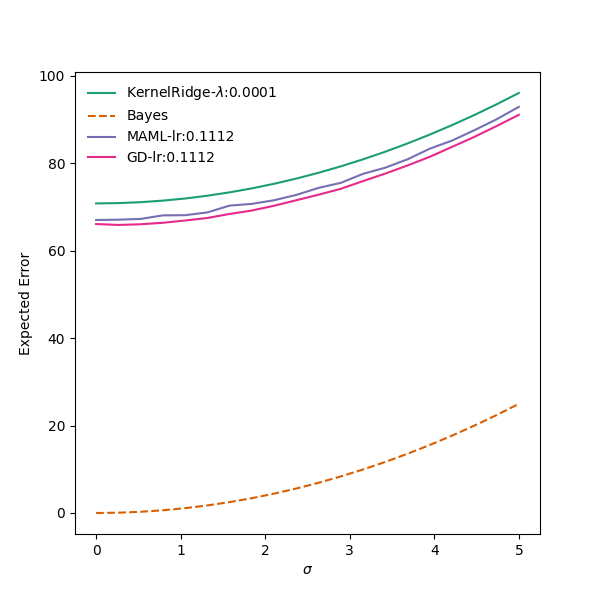 KernelRidge-λ:0.0001
Bayes
MAML-lr:0.1112
GD-lr:0.1112
100
80
60
40
20
0
Expected Error
0 1 2 3 4 5
σ